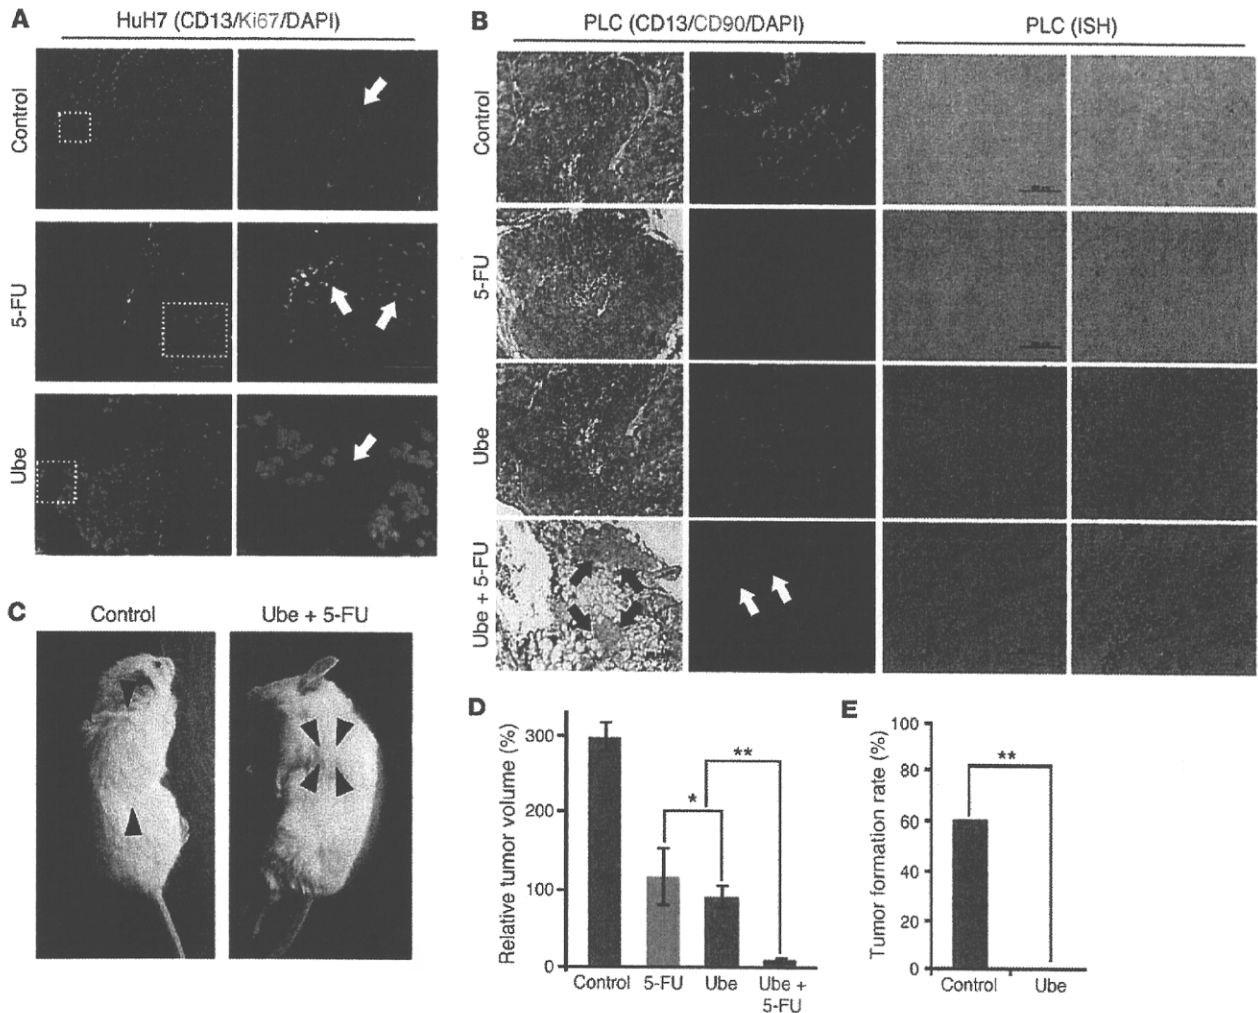 A
HuH7 (CD13/Ki67/DAPI)
Control
5-FU
Ube
B
PLC (CD13/CD90/DAPI)
PLC (ISH)
Control
5-FU
Ube
Ube + 5-FU
C
Control
Ube + 5-FU
D
Relative tumor volume (%)
300
200
100
0
*
**
Control
5-FU
Ube
Ube +
5-FU
E
Tumor formation rate (%)
100
80
60
40
20
0
**
Control
Ube